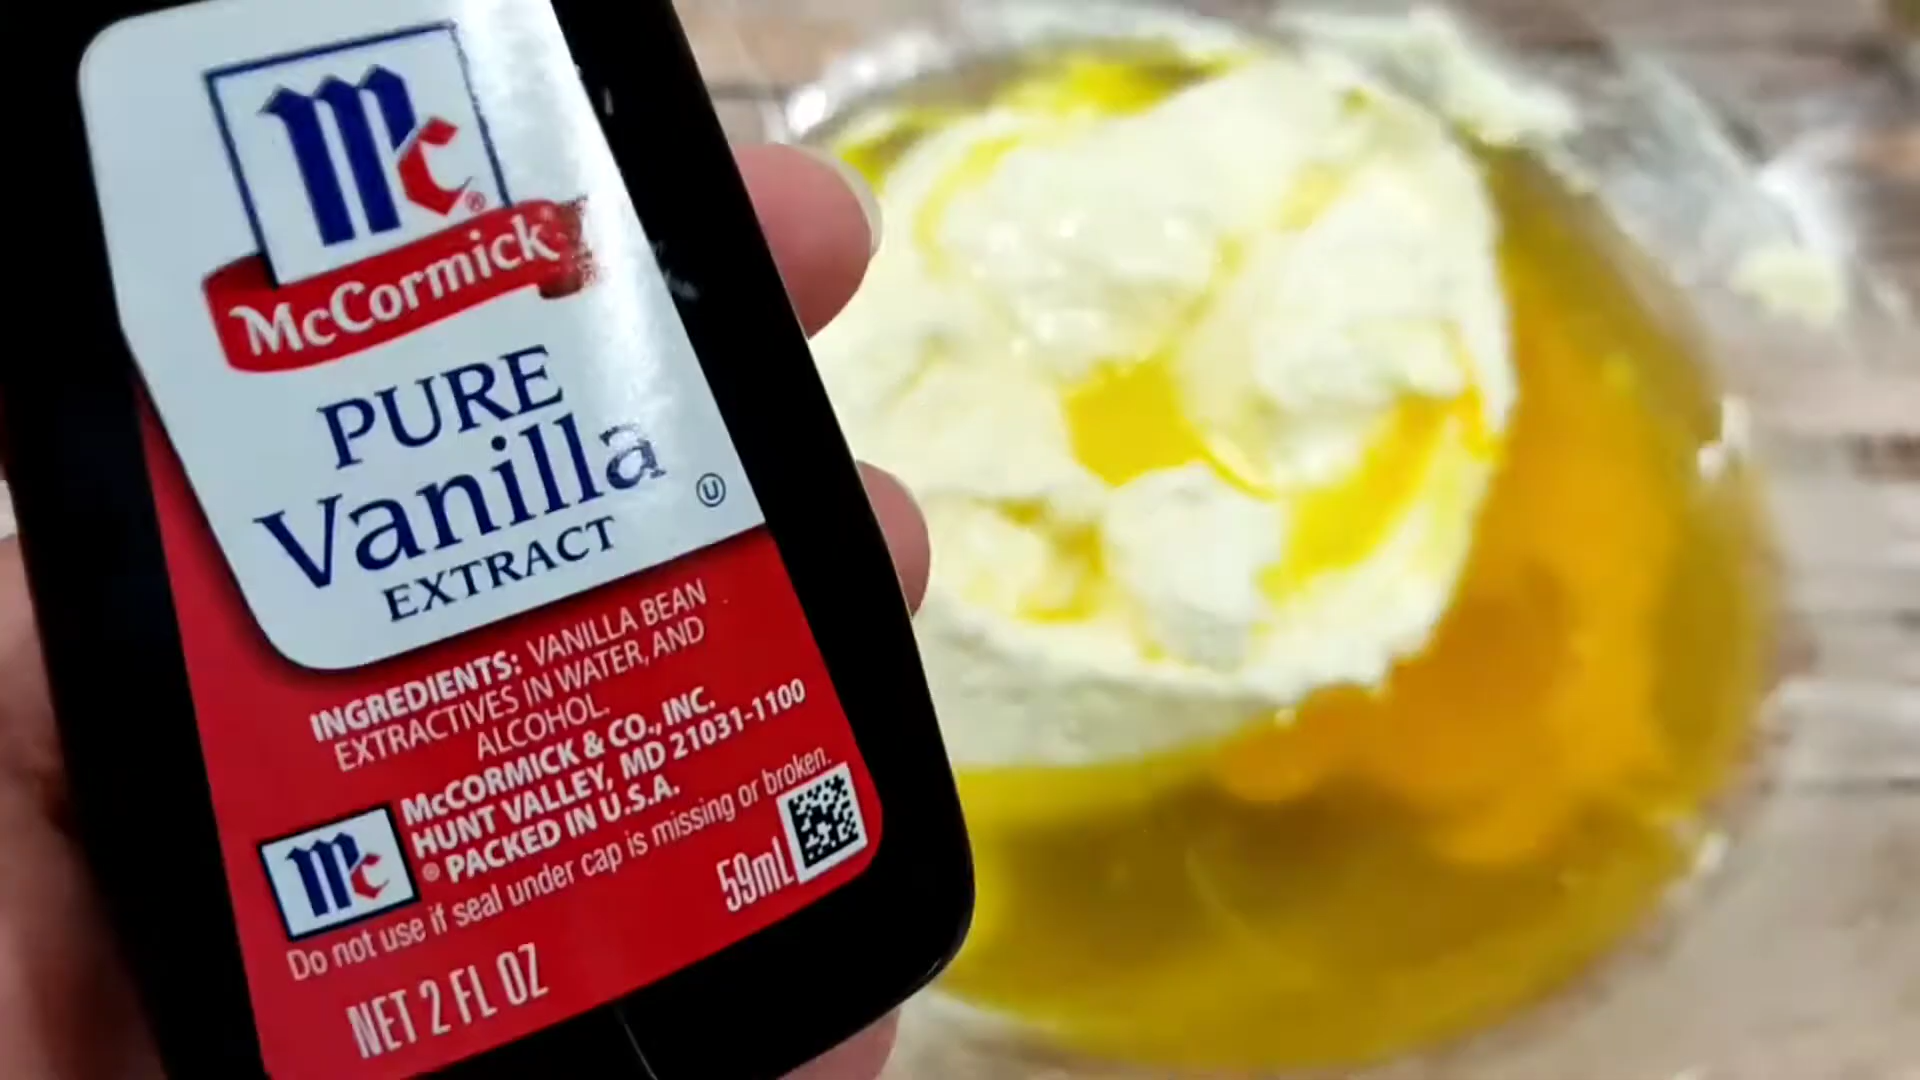 Mc®
McCormick®
PURE
Vanilla
EXTRACT
U
INGREDIENTS: VANILLA BEAN
EXTRACTIVES IN WATER, AND
ALCOHOL.
McCORMICK & CO., INC.
HUNT VALLEY, MD 21031-1100
® PACKED IN U.S.A.
Mc
Do not use if seal under cap is missing or broken.
NET 2 FL OZ
59mL